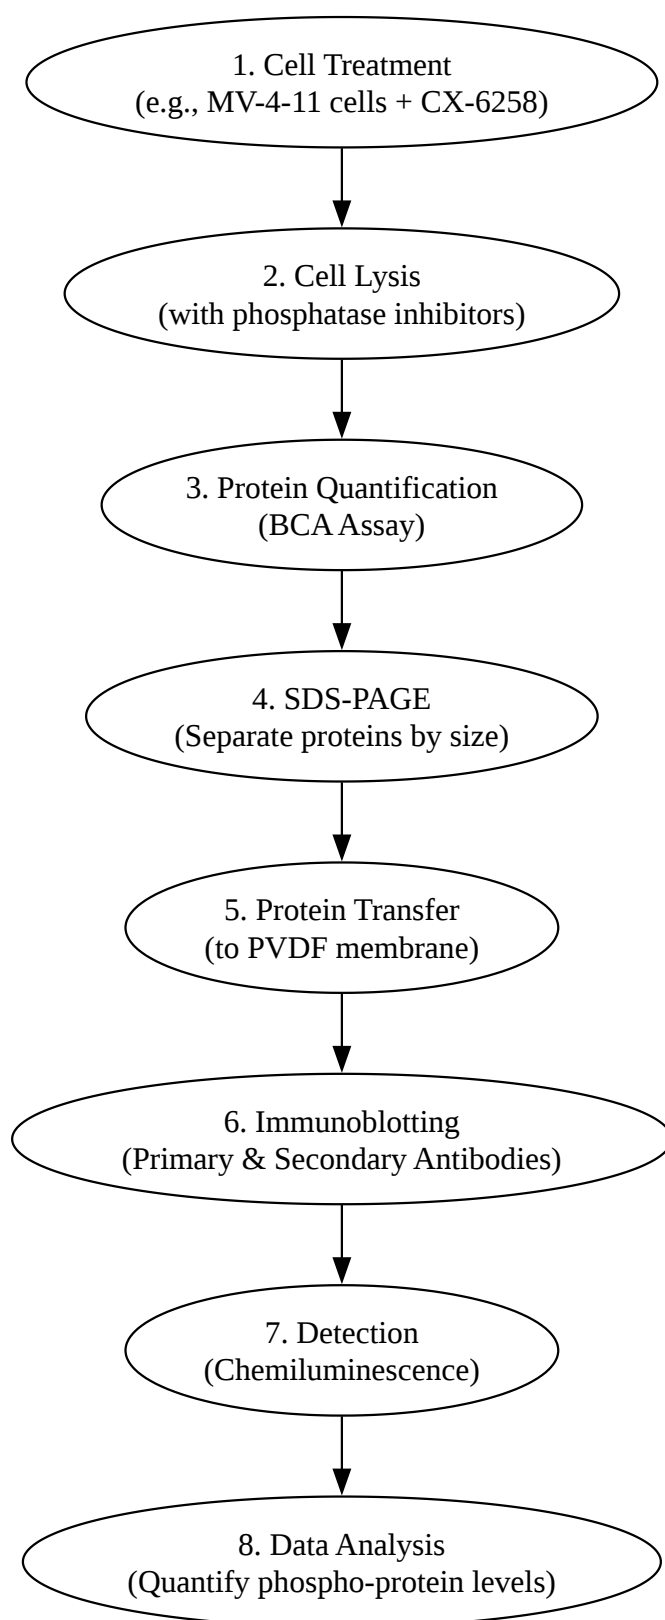 1. Cell Treatment
(e.g., MV-4-11 cells + CX-6258)
2. Cell Lysis
(with phosphatase inhibitors)
3. Protein Quantification
(BCA Assay)
4. SDS-PAGE
(Separate proteins by size)
5. Protein Transfer
(to PVDF membrane)
6. Immunoblotting
(Primary & Secondary Antibodies)
7. Detection
(Chemiluminescence)
8. Data Analysis
(Quantify phospho-protein levels)